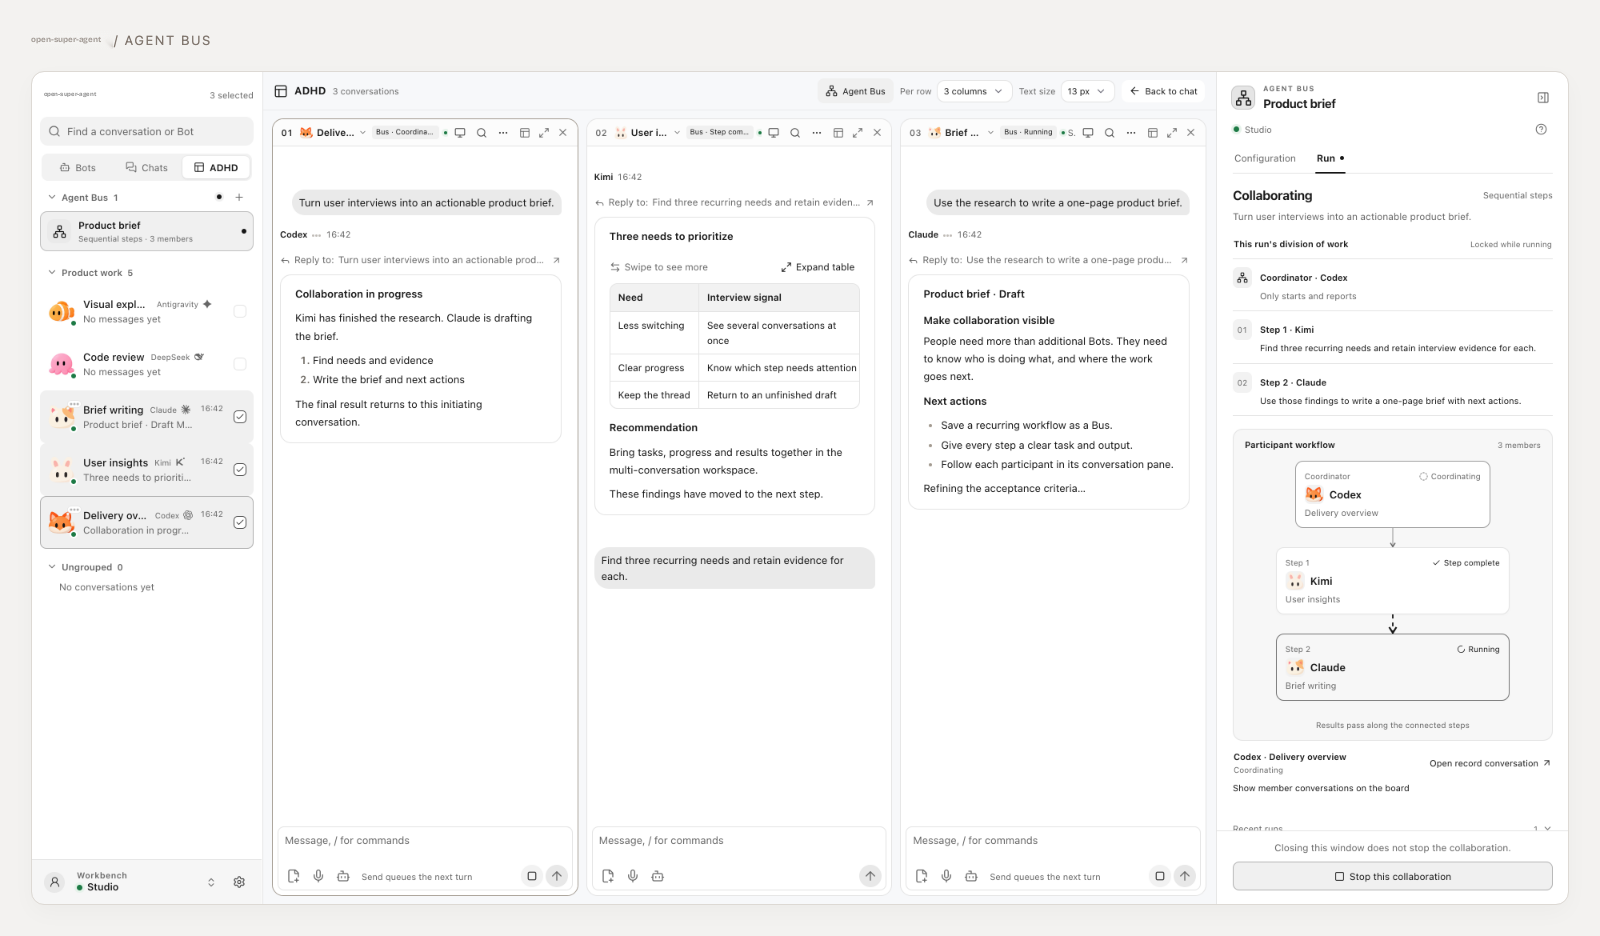 open-super-agent / AGENT BUS
open-super-agent
3 selected
Find a conversation or Bot
Bots
Chats
ADHD
Agent Bus 1
Product brief
Sequential steps · 3 members
Product work 5
Visual expl... Antigravity
No messages yet
Code review DeepSeek
No messages yet
Brief writing Claude 16:42
Product brief · Draft M...
User insights Kimi 16:42
Three needs to prioriti...
Delivery ov... Codex 16:42
Collaboration in progr...
Ungrouped 0
No conversations yet
Workbench
Studio
ADHD 3 conversations
Agent Bus
Per row
3 columns
Text size
13 px
Back to chat
01 Delive... Bus · Coordina...
Turn user interviews into an actionable product brief.
Codex 16:42
Reply to: Turn user interviews into an actionable prod...
Collaboration in progress
Kimi has finished the research. Claude is drafting
the brief.
1. Find needs and evidence
2. Write the brief and next actions
The final result returns to this initiating
conversation.
Message, / for commands
Send queues the next turn
02 User i... Bus · Step com...
Kimi 16:42
Reply to: Find three recurring needs and retain eviden...
Three needs to prioritize
Swipe to see more
Expand table
Need Interview signal
Less switching See several conversations at
once
Clear progress Know which step needs attention
Keep the thread Return to an unfinished draft
Recommendation
Bring tasks, progress and results together in the
multi-conversation workspace.
These findings have moved to the next step.
Find three recurring needs and retain evidence for
each.
Message, / for commands
03 Brief ... Bus · Running S.
Use the research to write a one-page product brief.
Claude 16:42
Reply to: Use the research to write a one-page produ...
Product brief · Draft
Make collaboration visible
People need more than additional Bots. They need
to know who is doing what, and where the work
goes next.
Next actions
• Save a recurring workflow as a Bus.
• Give every step a clear task and output.
• Follow each participant in its conversation pane.
Refining the acceptance criteria...
Message, / for commands
Send queues the next turn
AGENT BUS
Product brief
Studio
Configuration
Run
Collaborating
Sequential steps
Turn user interviews into an actionable product brief.
This run's division of work
Locked while running
Coordinator · Codex
Only starts and reports
01 Step 1 · Kimi
Find three recurring needs and retain interview evidence for each.
02 Step 2 · Claude
Use those findings to write a one-page brief with next actions.
Participant workflow
3 members
Coordinator
Coordinating
Codex
Delivery overview
Step 1
Step complete
Kimi
User insights
Step 2
Running
Claude
Brief writing
Results pass along the connected steps
Codex · Delivery overview
Coordinating
Open record conversation
Show member conversations on the board
Recent runs 1
Closing this window does not stop the collaboration.
Stop this collaboration